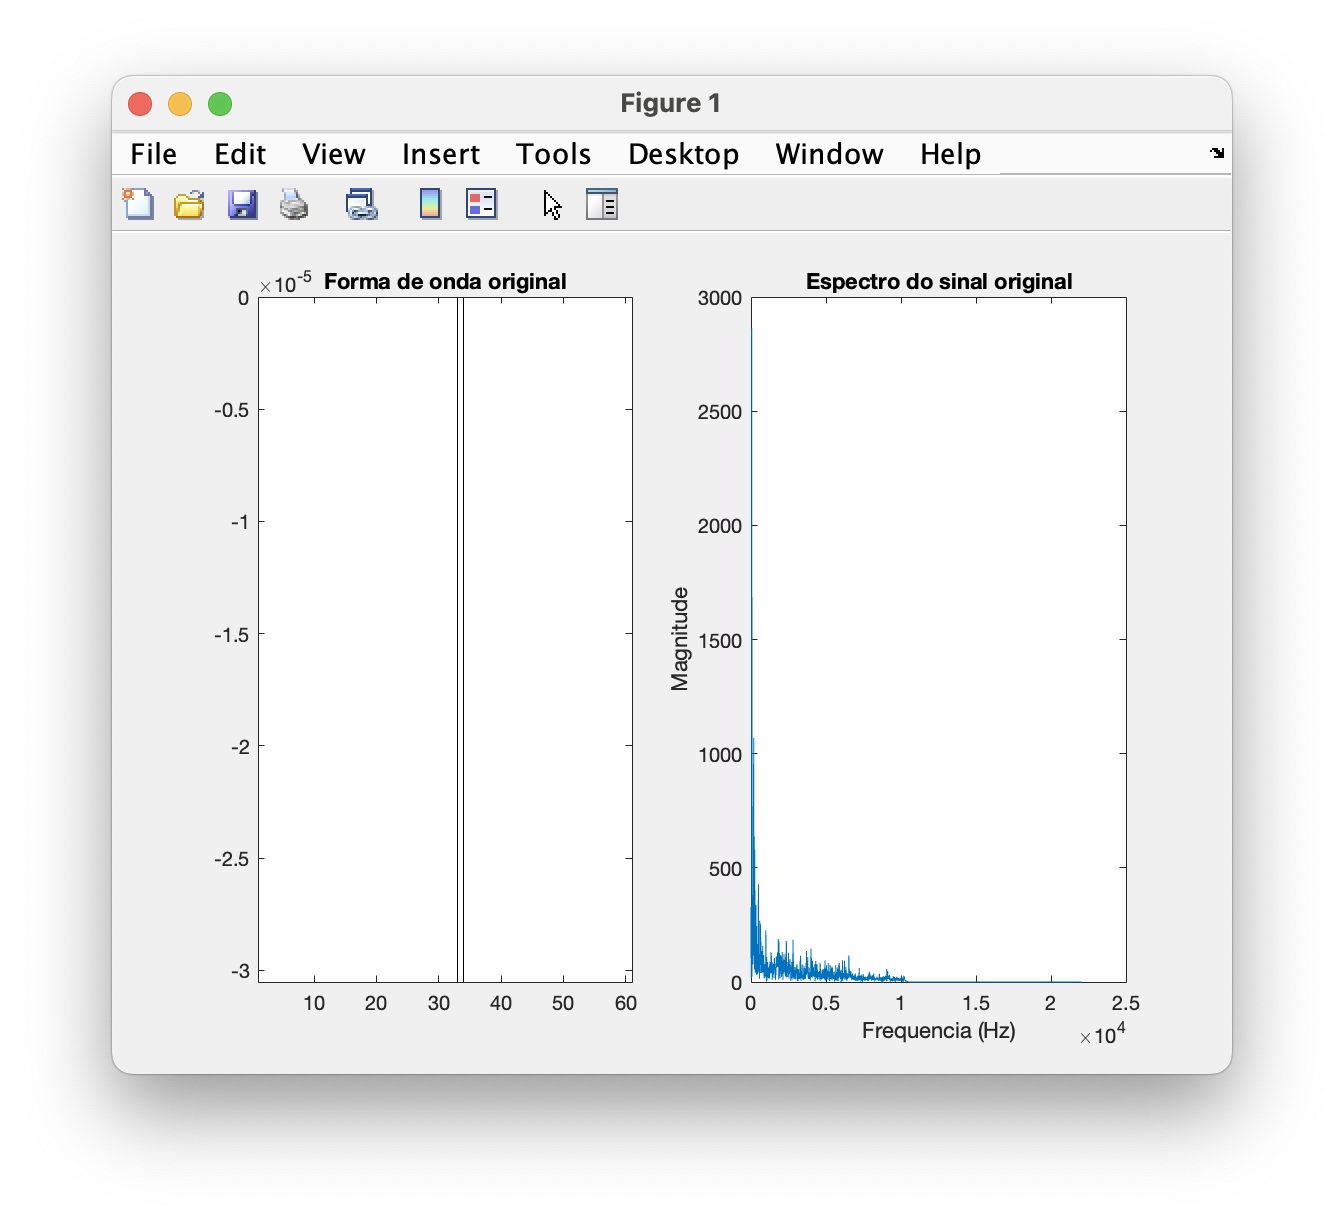 Figure 1
File Edit View Insert Tools Desktop Window Help
×10^-5 Forma de onda original
0
-0.5
-1
-1.5
-2
-2.5
-3
10 20 30 40 50 60
Espectro do sinal original
3000
2500
2000
1500
1000
500
0
Magnitude
0 0.5 1 1.5 2 2.5
Frequencia (Hz)
×10^4